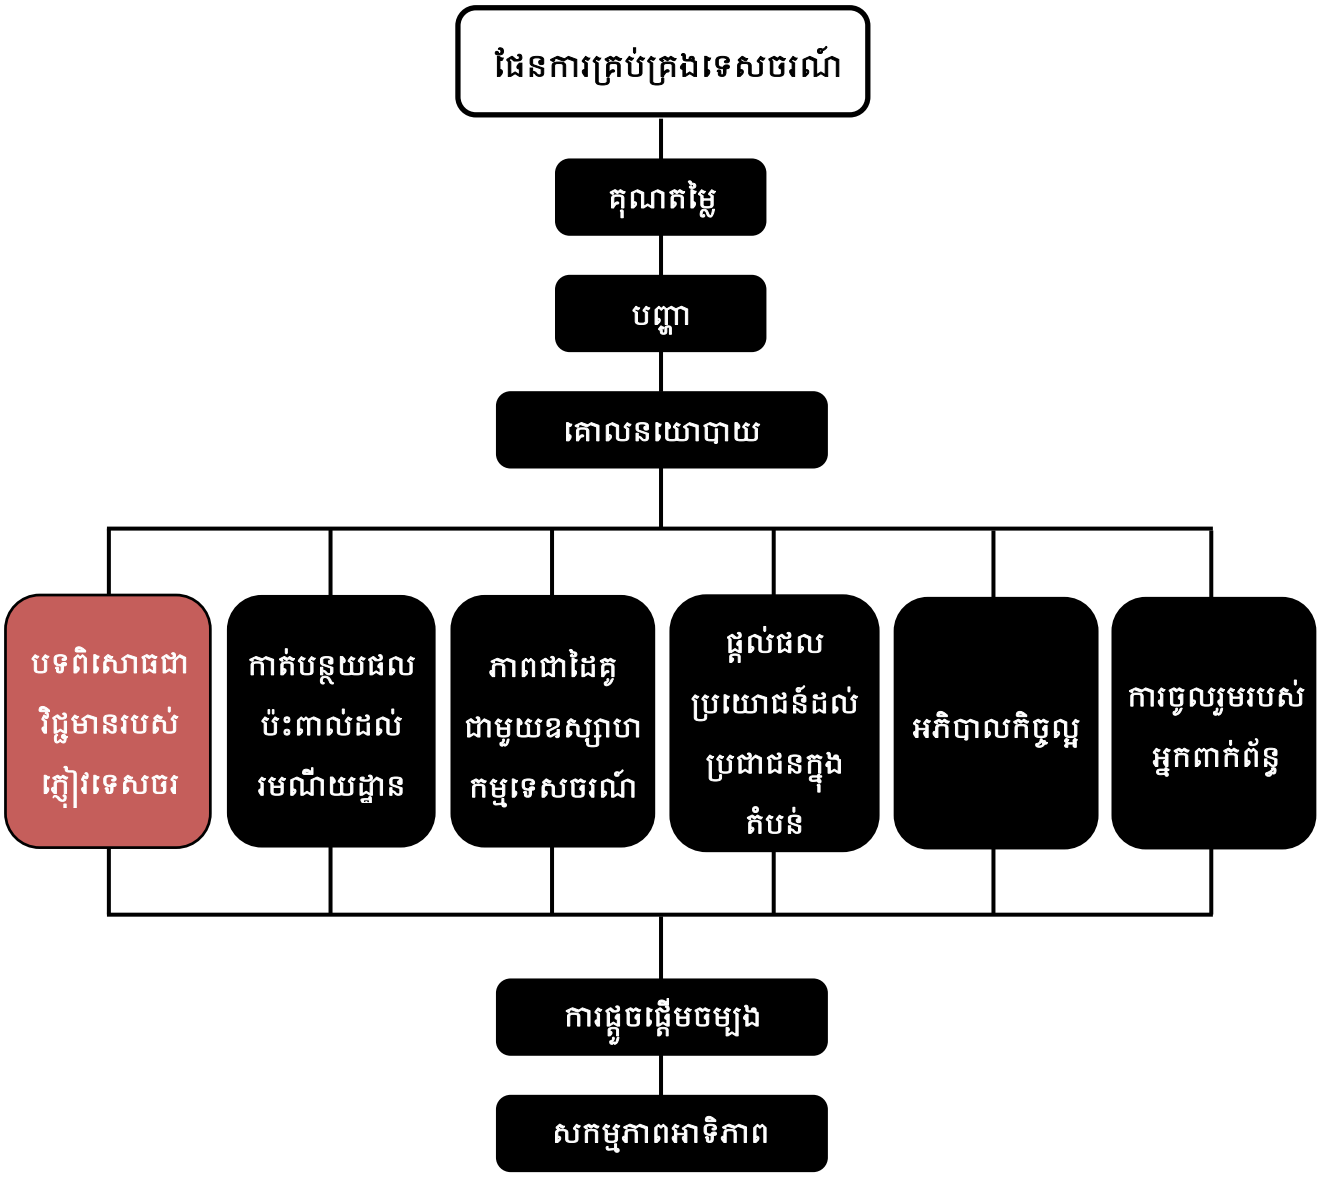 ផែនការគ្រប់គ្រងទេសចរណ៍
គុណតម្លៃ
បញ្ហា
គោលនយោបាយ
បទពិសោធជា
វិជ្ជមានរបស់
ភ្ញៀវទេសចរ
កាត់បន្ថយផល
ប៉ះពាល់ដល់
រមណីយដ្ឋាន
ភាពជាដៃគូ
ជាមួយឧស្សាហ
កម្មទេសចរណ៍
ផ្តល់ផល
ប្រយោជន៍ដល់
ប្រជាជនក្នុង
តំបន់
អភិបាលកិច្ចល្អ
ការចូលរួមរបស់
អ្នកពាក់ព័ន្ធ
ការផ្តួចផ្តើមចម្បង
សកម្មភាពអាទិភាព